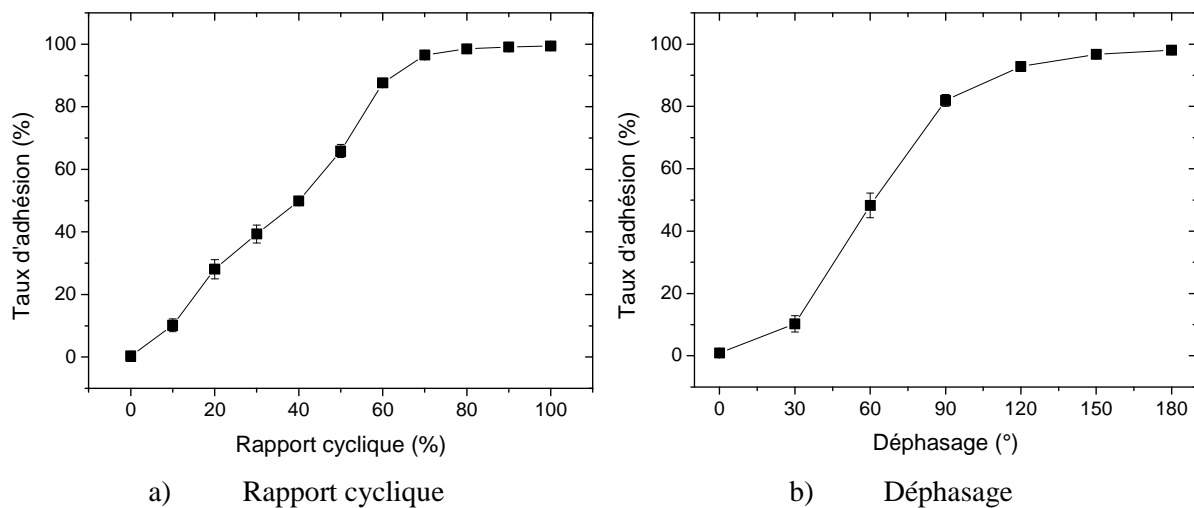 Taux d'adhésion (%)
100
80
60
40
20
0
0 20 40 60 80 100
Rapport cyclique (%)
a) Rapport cyclique
Taux d'adhésion (%)
100
80
60
40
20
0
0 30 60 90 120 150 180
Déphasage (°)
b) Déphasage